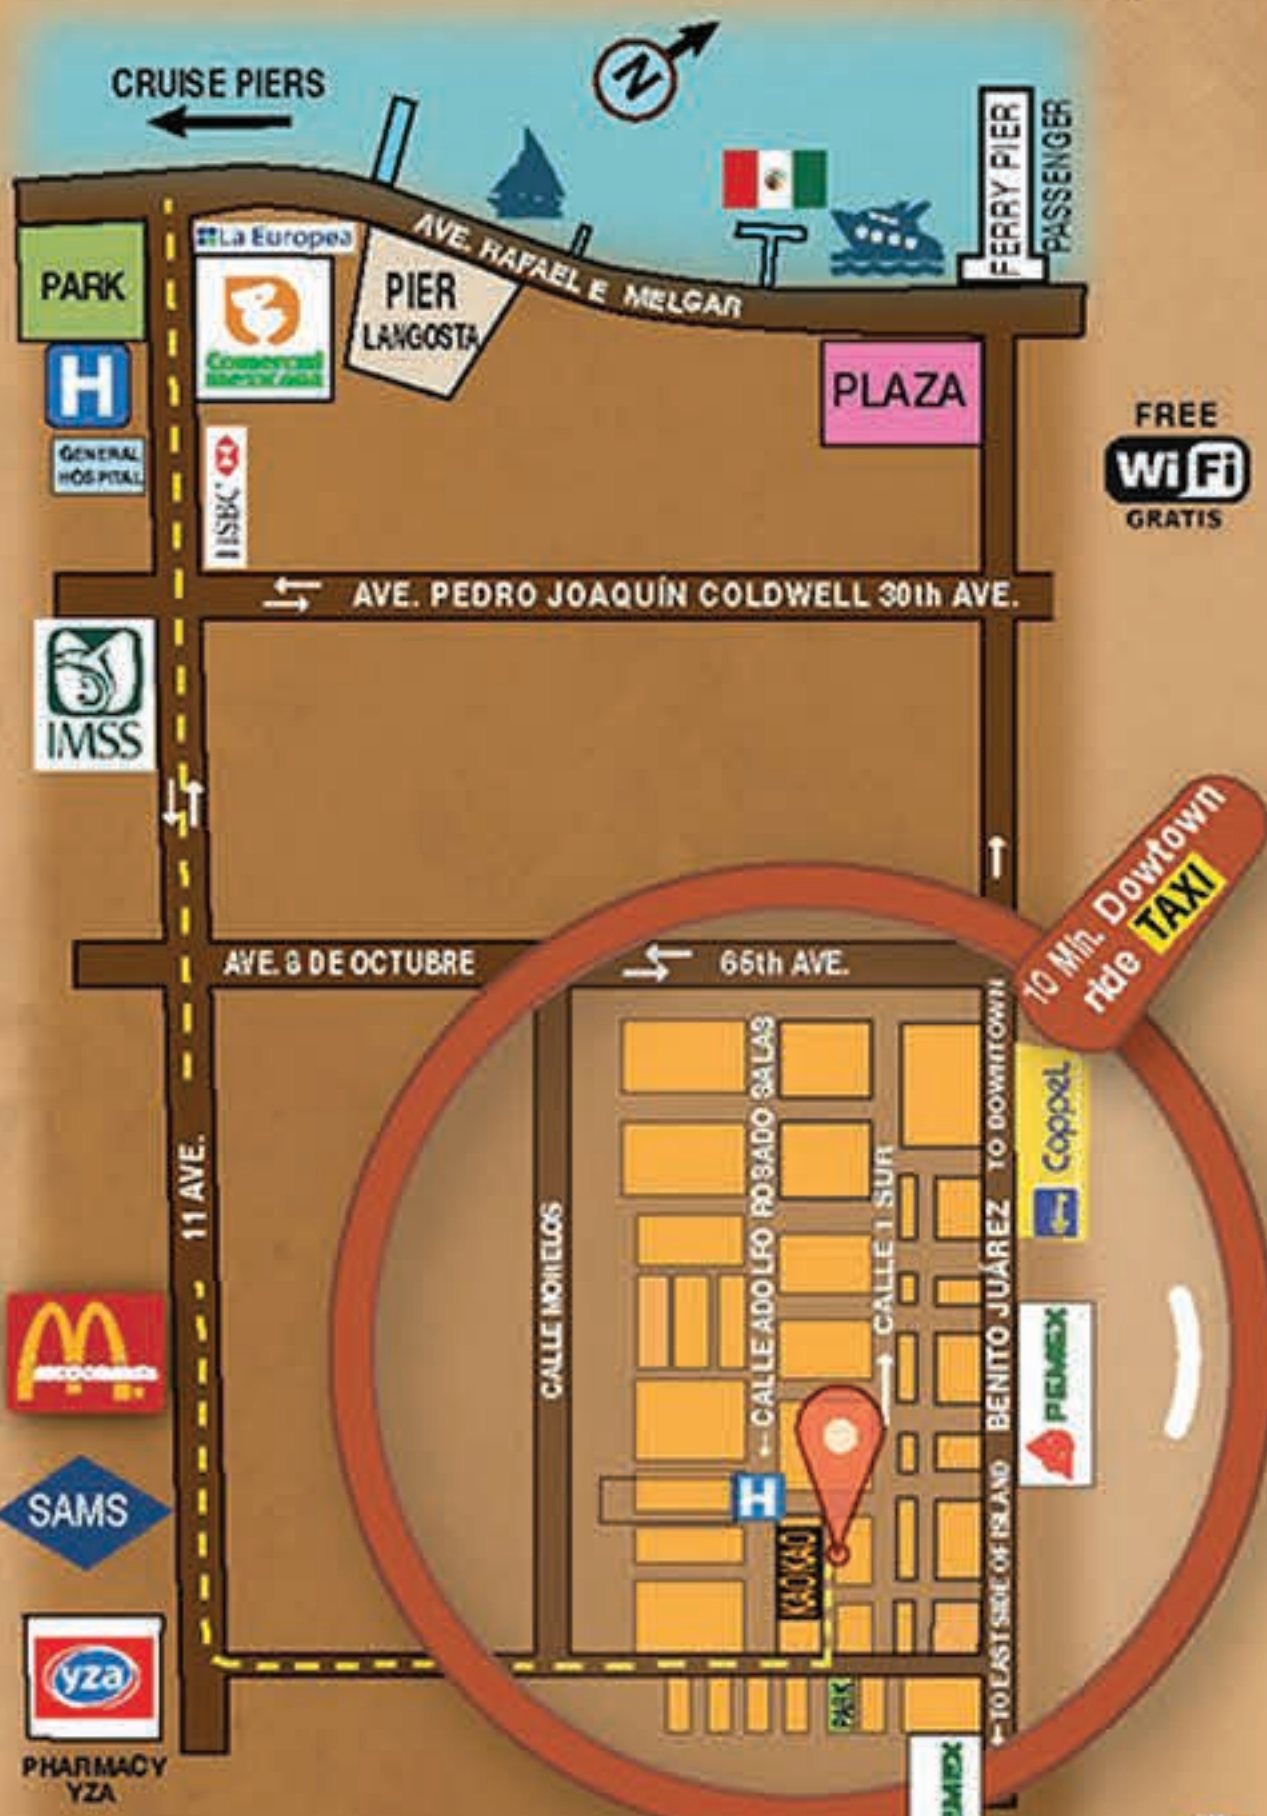 CRUISE PIERS
N
FERRY PIER
PASSENGER
PARK
La Europea
AVE. RAFAEL E MELGAR
PIER
LANGOSTA
PLAZA
H
GENERAL
HOSPITAL
HSBC
FREE
WiFi
GRATIS
AVE. PEDRO JOAQUÍN COLDWELL 30th AVE.
IMSS
10 Min. Dowtown
ride TAXI
AVE. 8 DE OCTUBRE
65th AVE.
11 AVE.
CALLE MORELOS
CALLE ADOLFO ROSADO SALAS
CALLE 1 SUR
BENITO JUÁREZ TO DOWNTOWN
Coppel
PEMEX
McDonald's
SAMS
H
KAOKAO
TO EAST SIDE OF ISLAND
yza
PHARMACY
YZA
PARK
EMEX